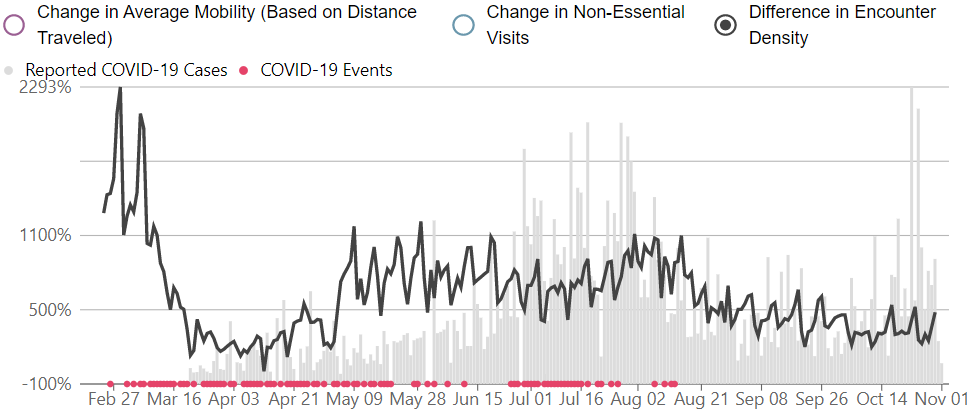 Change in Average Mobility (Based on Distance
Traveled)
Change in Non-Essential
Visits
Difference in Encounter
Density
Reported COVID-19 Cases
COVID-19 Events
2293%
1100%
500%
-100%
Feb 27 Mar 16 Apr 03 Apr 21 May 09 May 28 Jun 15 Jul 01 Jul 16 Aug 02 Aug 21 Sep 08 Sep 26 Oct 14 Nov 01